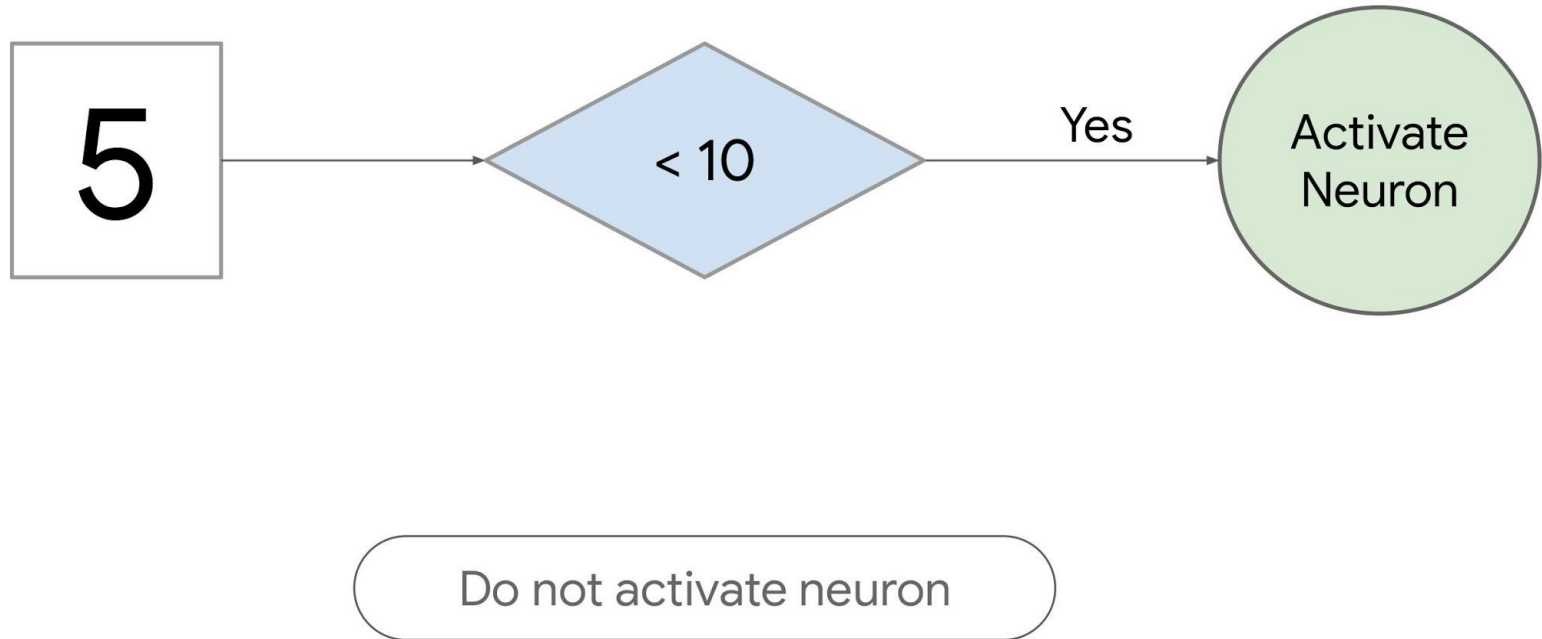 5
< 10
Yes
Activate
Neuron
Do not activate neuron